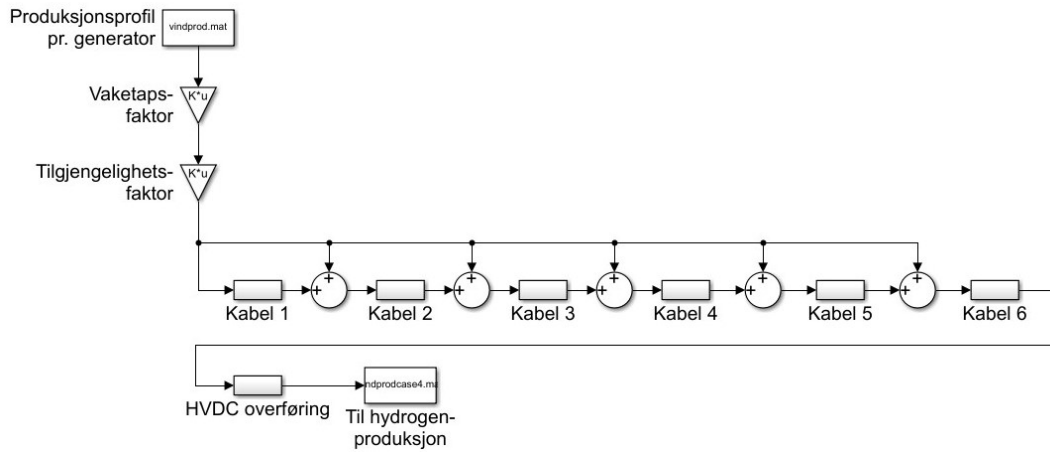 Produksjonsprofil
pr. generator
vindprod.mat
Vaketaps-
faktor
K*u
Tilgjengelighets-
faktor
K*u
+
+
+
+
+
+
+
+
+
+
Kabel 1
Kabel 2
Kabel 3
Kabel 4
Kabel 5
Kabel 6
ndprodcase4.ma
HVDC overføring
Til hydrogen-
produksjon